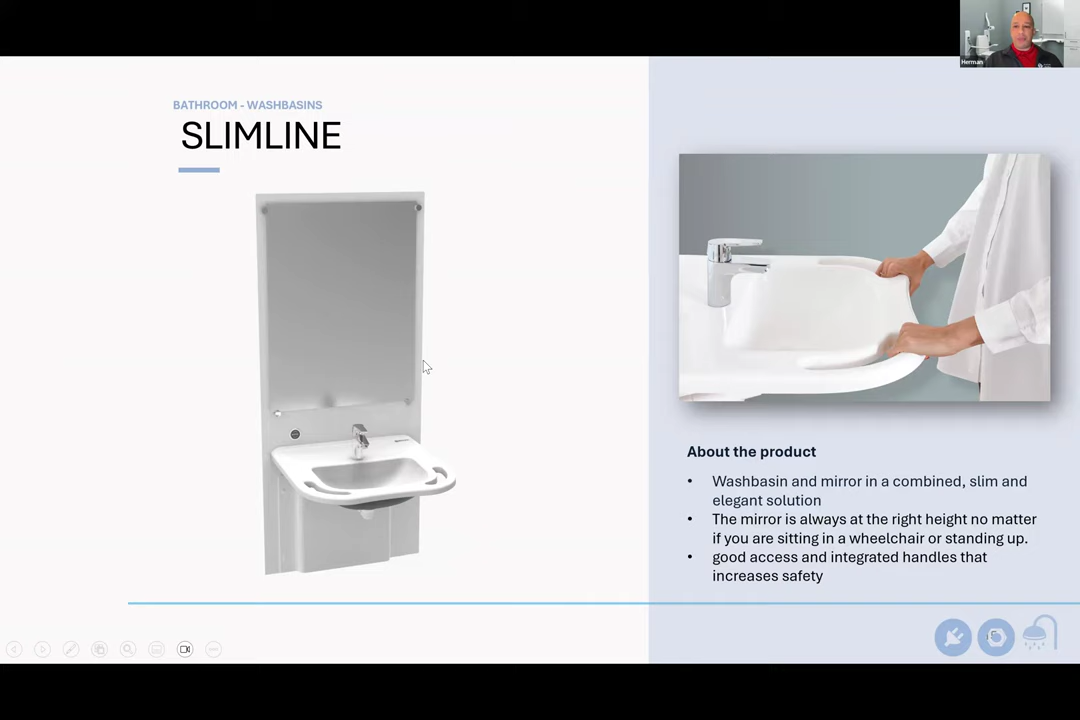 Herman
BATHROOM - WASHBASINS
SLIMLINE
About the product
• Washbasin and mirror in a combined, slim and
elegant solution
• The mirror is always at the right height no matter
if you are sitting in a wheelchair or standing up.
• good access and integrated handles that
increases safety